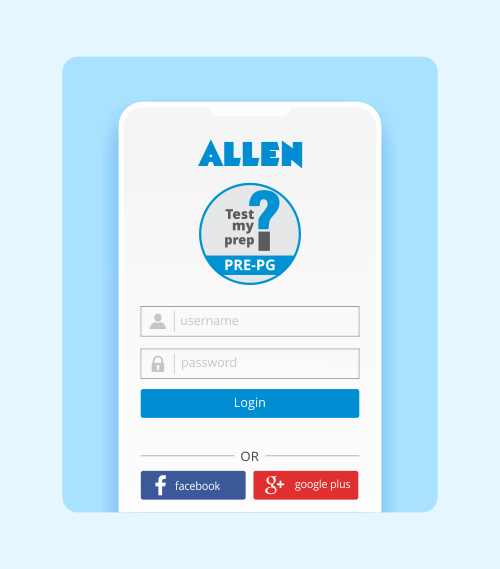 ALLEN
Test
my
prep
?
PRE-PG
username
password
Login
OR
f facebook
g+ google plus